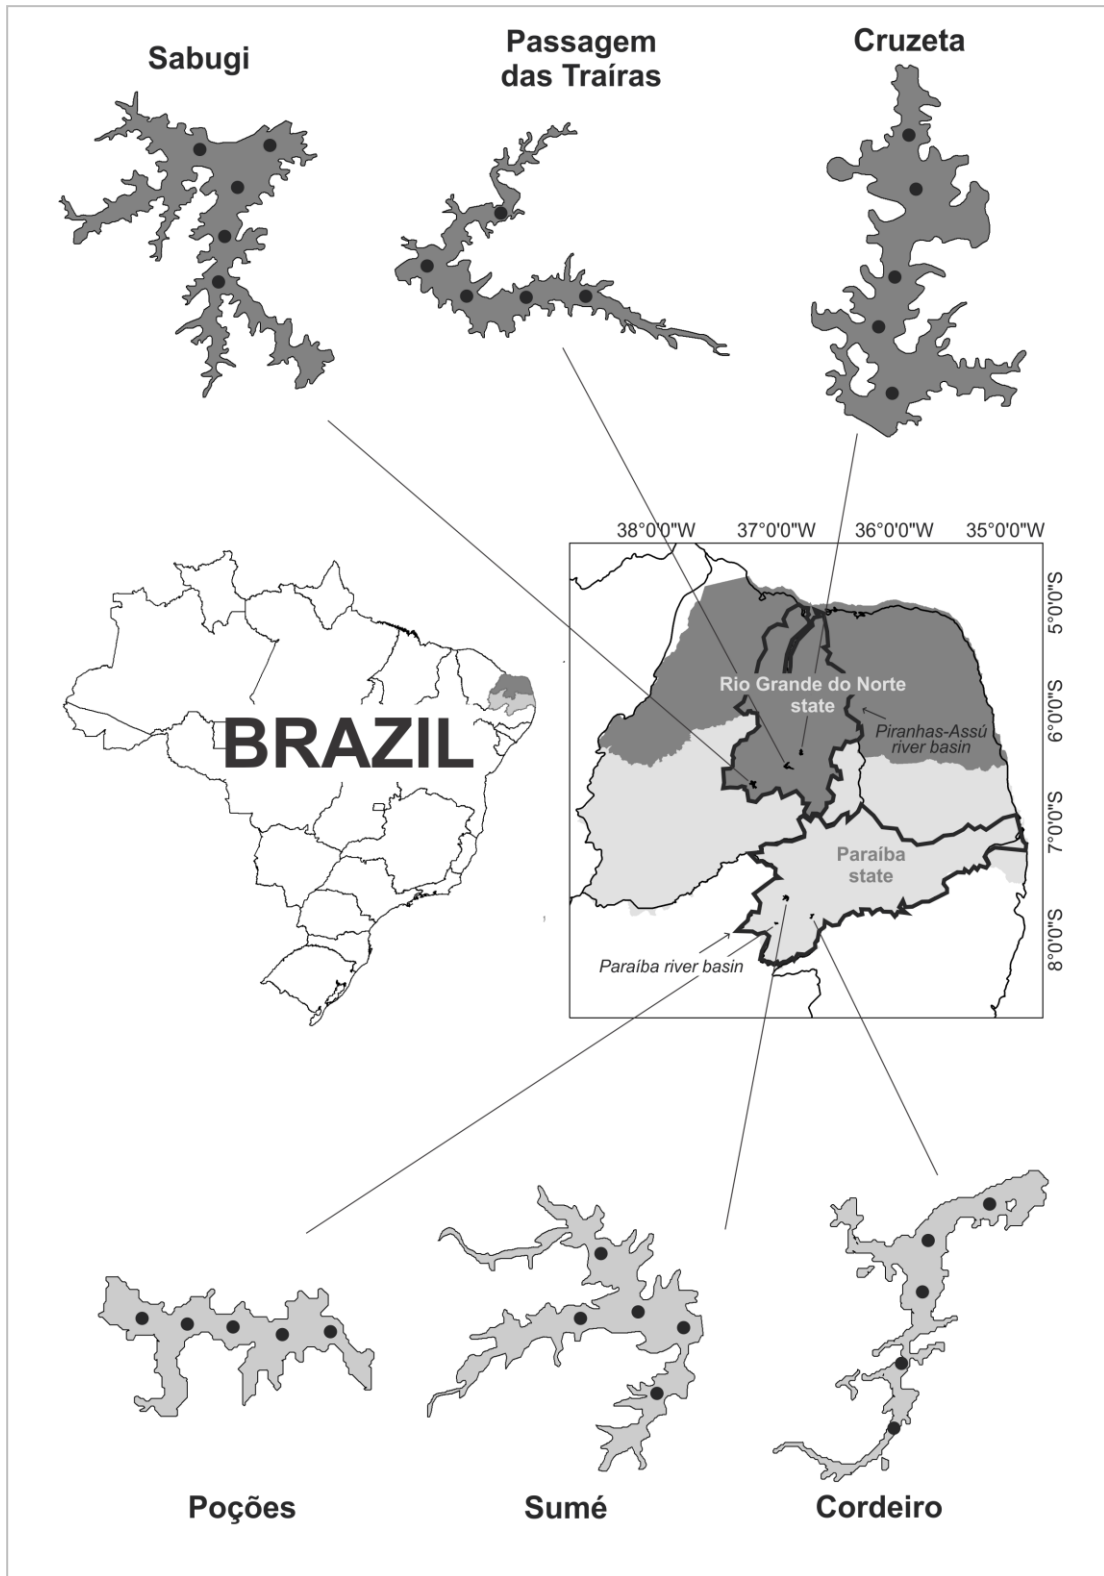 Sabugi
Passagem
das Traíras
Cruzeta
38°0'0"W
37°0'0"W
36°0'0"W
35°0'0"W
5°0'0"S
6°0'0"S
7°0'0"S
8°0'0"S
BRAZIL
Rio Grande do Norte
state
Piranhas-Assú
river basin
Paraíba
state
Paraíba river basin
Poções
Sumé
Cordeiro